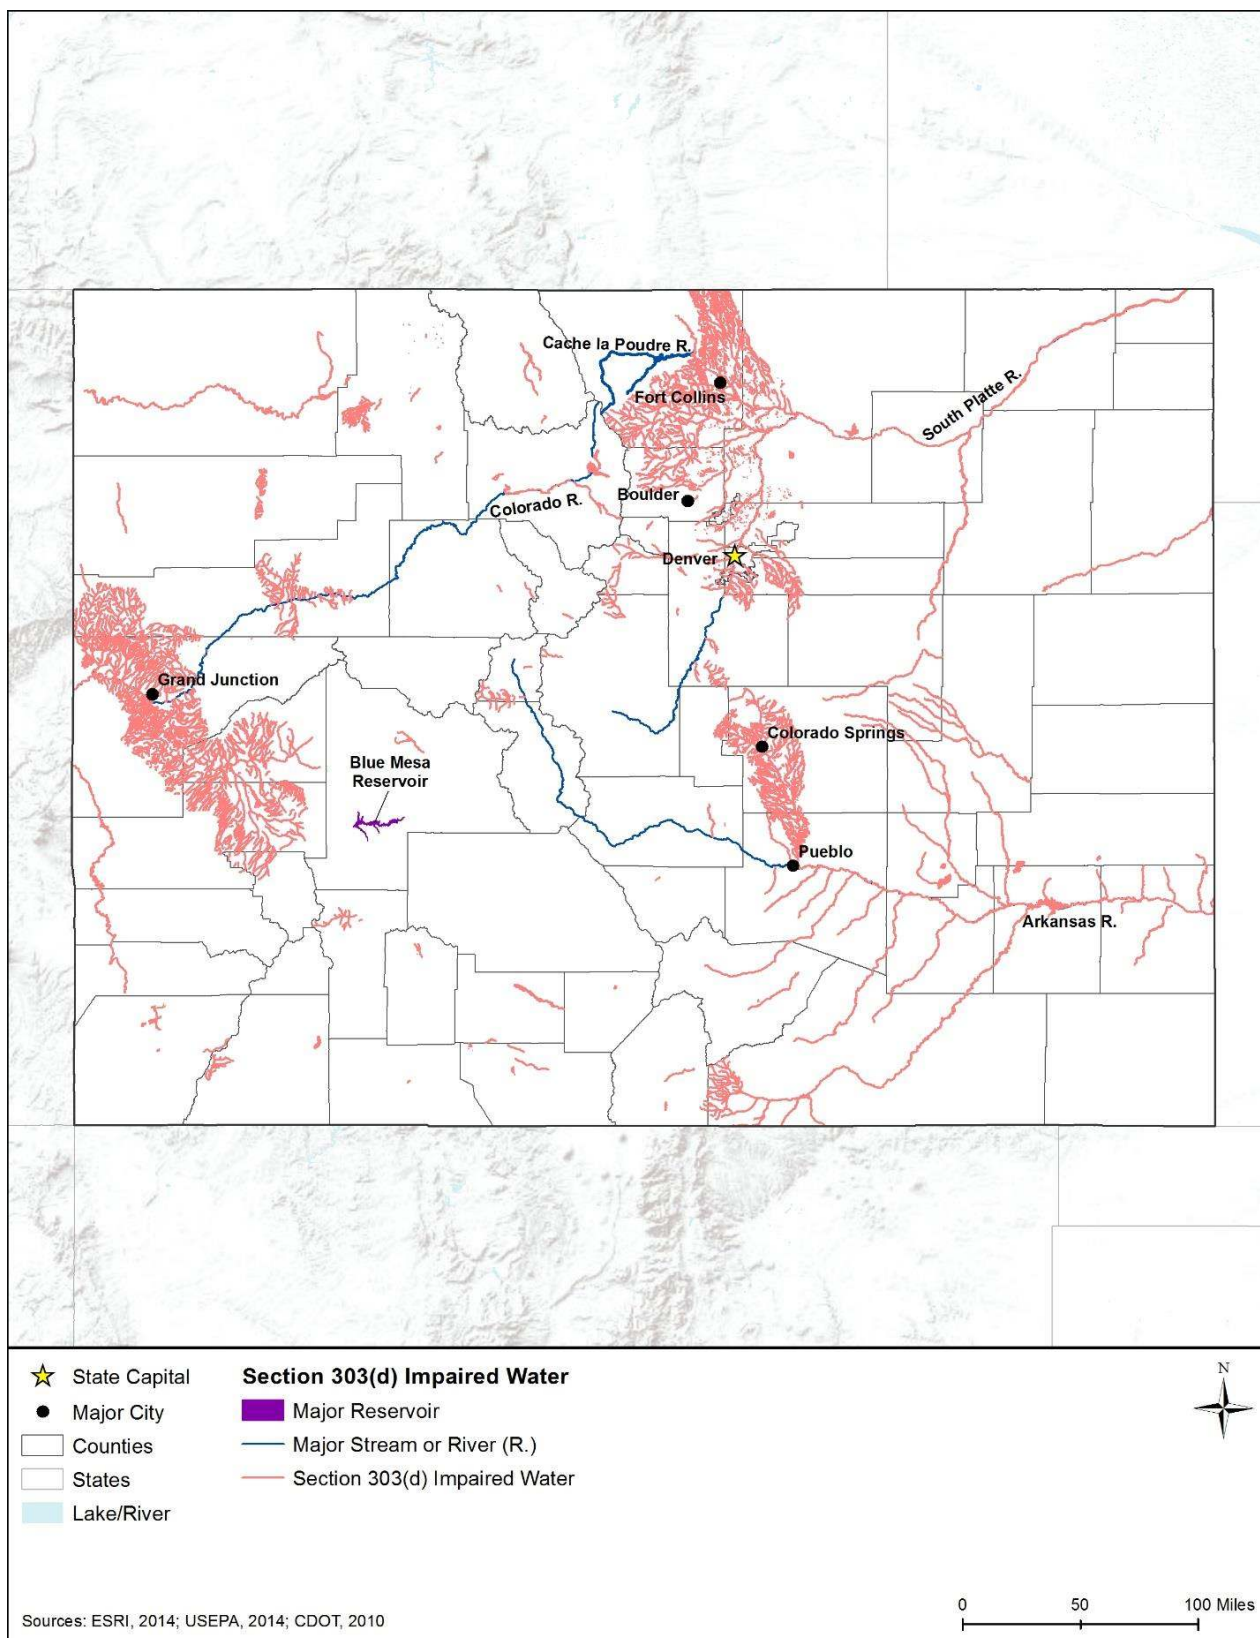 Cache la Poudre R.
Fort Collins
South Platte R.
Boulder
Colorado R.
Denver
Grand Junction
Colorado Springs
Blue Mesa
Reservoir
Pueblo
Arkansas R.
State Capital
Major City
Counties
States
Lake/River
Section 303(d) Impaired Water
Major Reservoir
Major Stream or River (R.)
Section 303(d) Impaired Water
N
Sources: ESRI, 2014; USEPA, 2014; CDOT, 2010
0 50 100 Miles